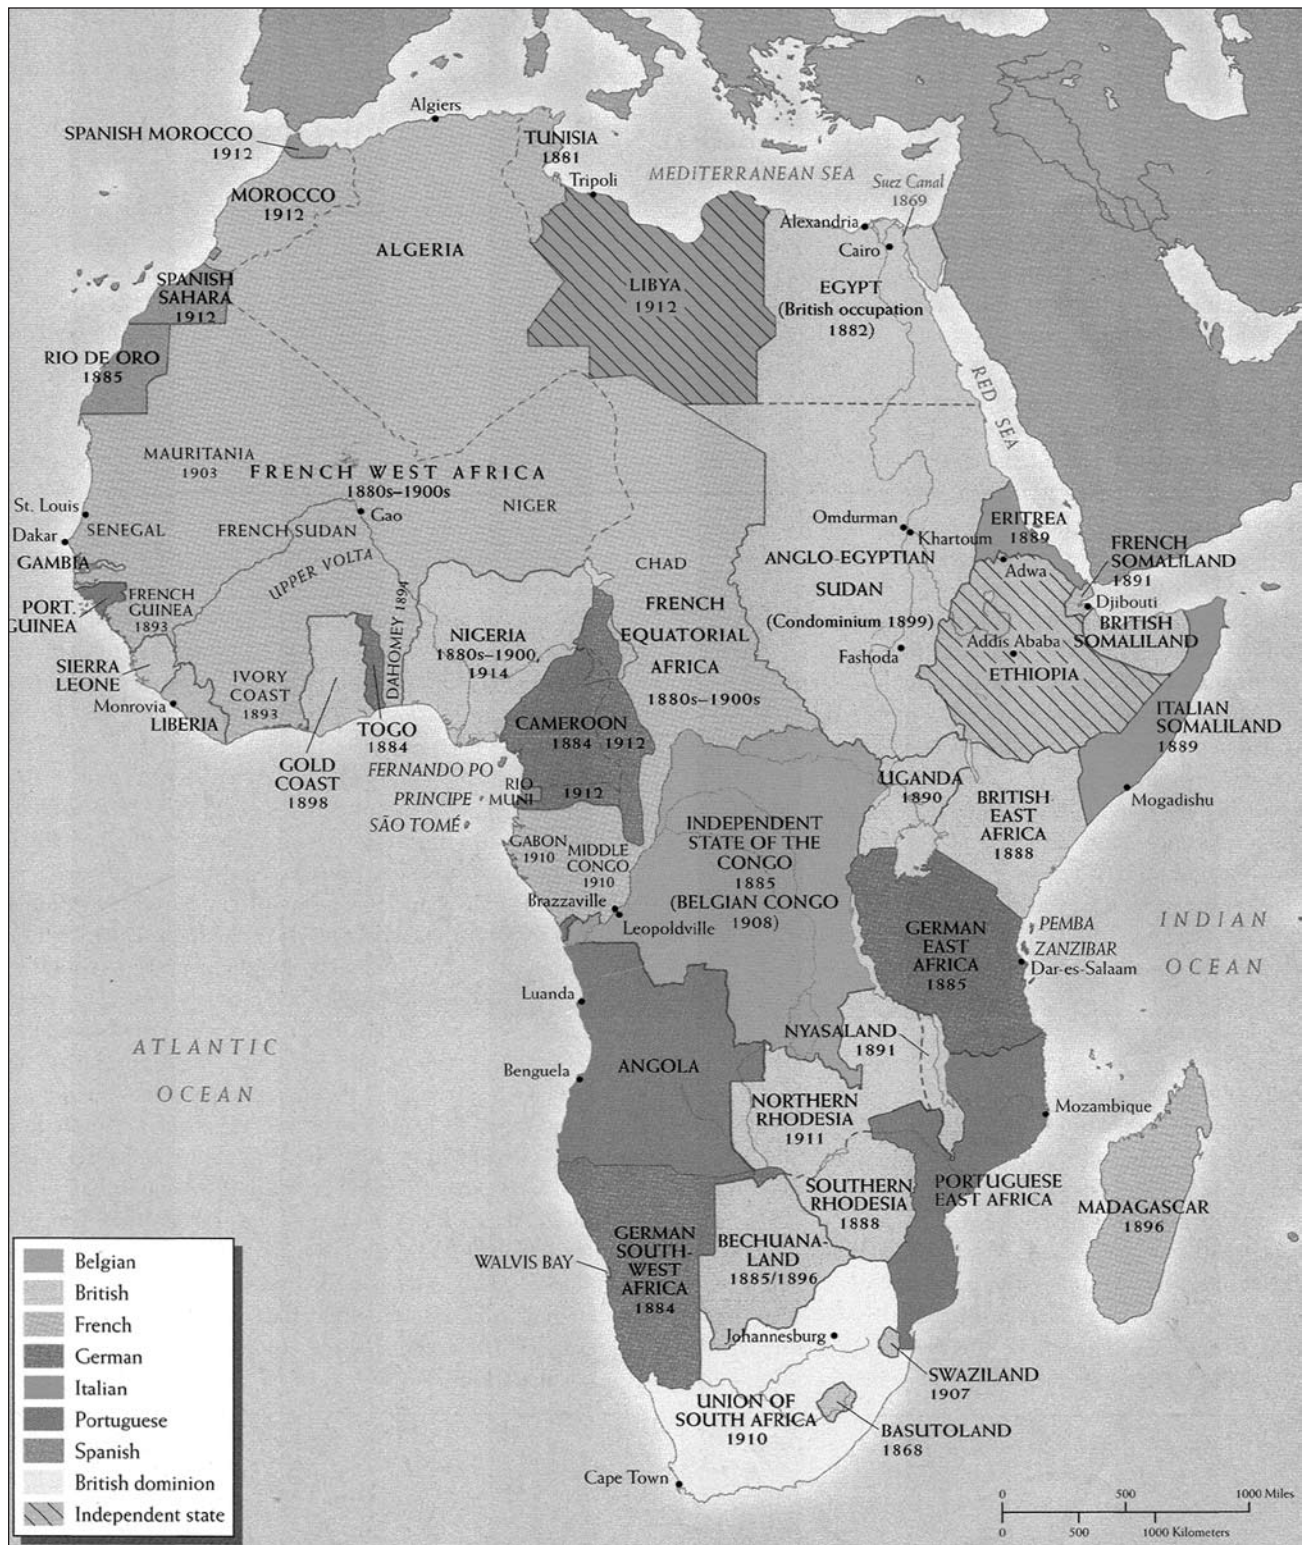 Algiers
SPANISH MOROCCO
1912
TUNISIA
1881
MOROCCO
1912
Tripoli
MEDITERRANEAN SEA
Suez Canal
1869
Alexandria
Cairo
ALGERIA
SPANISH
SAHARA
1912
LIBYA
1912
EGYPT
(British occupation
1882)
RIO DE ORO
1885
RED SEA
MAURITANIA
1903
FRENCH WEST AFRICA
1880s–1900s
St. Louis
SENEGAL
FRENCH SUDAN
Gao
NIGER
Dakar
GAMBIA
UPPER VOLTA
CHAD
Omdurman
Khartoum
ERITREA
1889
FRENCH
SOMALILAND
1891
ANGLO-EGYPTIAN
SUDAN
(Condominium 1899)
Adwa
Djibouti
PORT.
GUINEA
FRENCH
GUINEA
1893
DAHOMEY 1894
NIGERIA
1880s–1900,
1914
FRENCH
EQUATORIAL
AFRICA
1880s–1900s
Fashoda
Addis Ababa
ETHIOPIA
BRITISH
SOMALILAND
SIERRA
LEONE
IVORY
COAST
1893
Monrovia
LIBERIA
TOGO
1884
CAMEROON
1884 1912
ITALIAN
SOMALILAND
1889
GOLD
COAST
1898
FERNANDO PO
PRINCIPE
SÃO TOMÉ
RIO
MUNI
1912
UGANDA
1890
BRITISH
EAST
AFRICA
1888
Mogadishu
GABON
1910
MIDDLE
CONGO
1910
INDEPENDENT
STATE OF THE
CONGO
1885
(BELGIAN CONGO
1908)
Brazzaville
Leopoldville
GERMAN
EAST
AFRICA
1885
PEMBA
ZANZIBAR
Dar-es-Salaam
INDIAN
OCEAN
Luanda
ATLANTIC
OCEAN
Benguela
ANGOLA
NYASALAND
1891
NORTHERN
RHODESIA
1911
Mozambique
SOUTHERN
RHODESIA
1888
PORTUGUESE
EAST AFRICA
MADAGASCAR
1896
WALVIS BAY
GERMAN
SOUTH-
WEST
AFRICA
1884
BECHUANA-
LAND
1885/1896
Johannesburg
SWAZILAND
1907
UNION OF
SOUTH AFRICA
1910
BASUTOLAND
1868
Cape Town
Belgian
British
French
German
Italian
Portuguese
Spanish
British dominion
Independent state
0 500 1000 Miles
0 500 1000 Kilometers